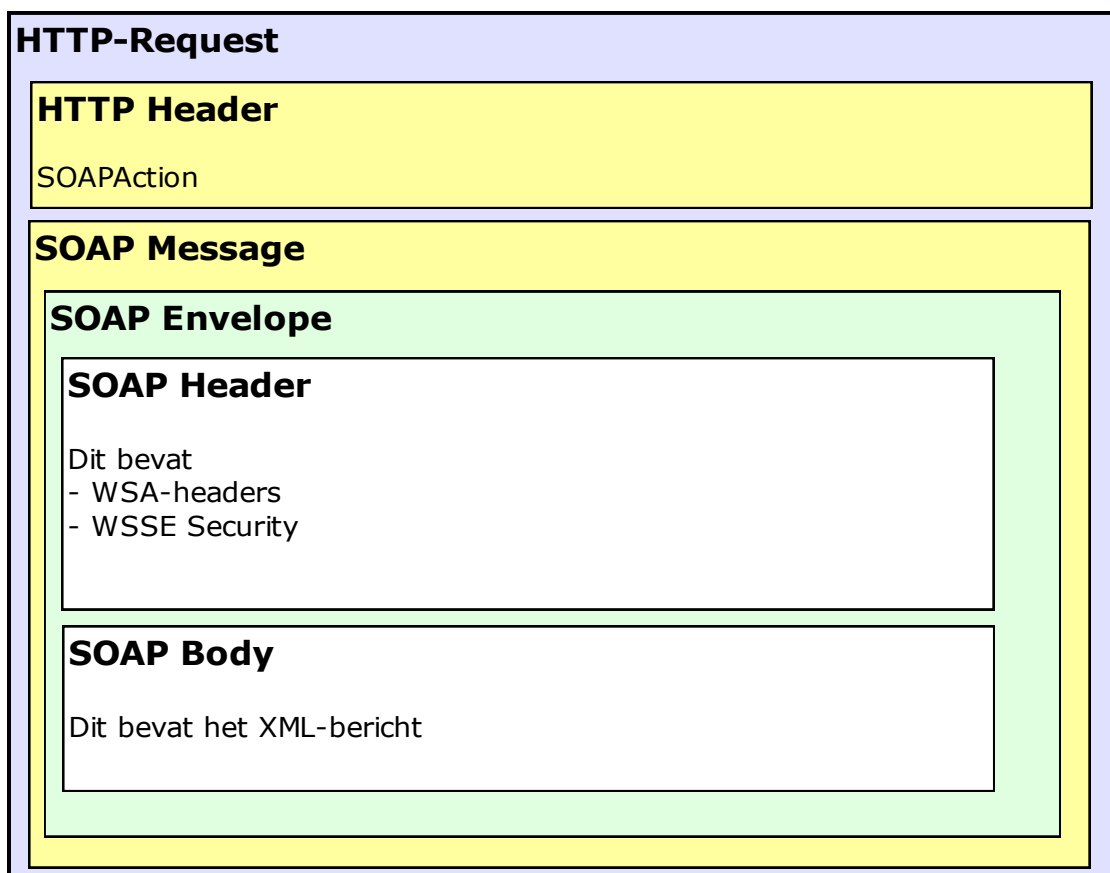 HTTP-Request
HTTP Header
SOAPAction
SOAP Message
SOAP Envelope
SOAP Header
Dit bevat
- WSA-headers
- WSSE Security
SOAP Body
Dit bevat het XML-bericht